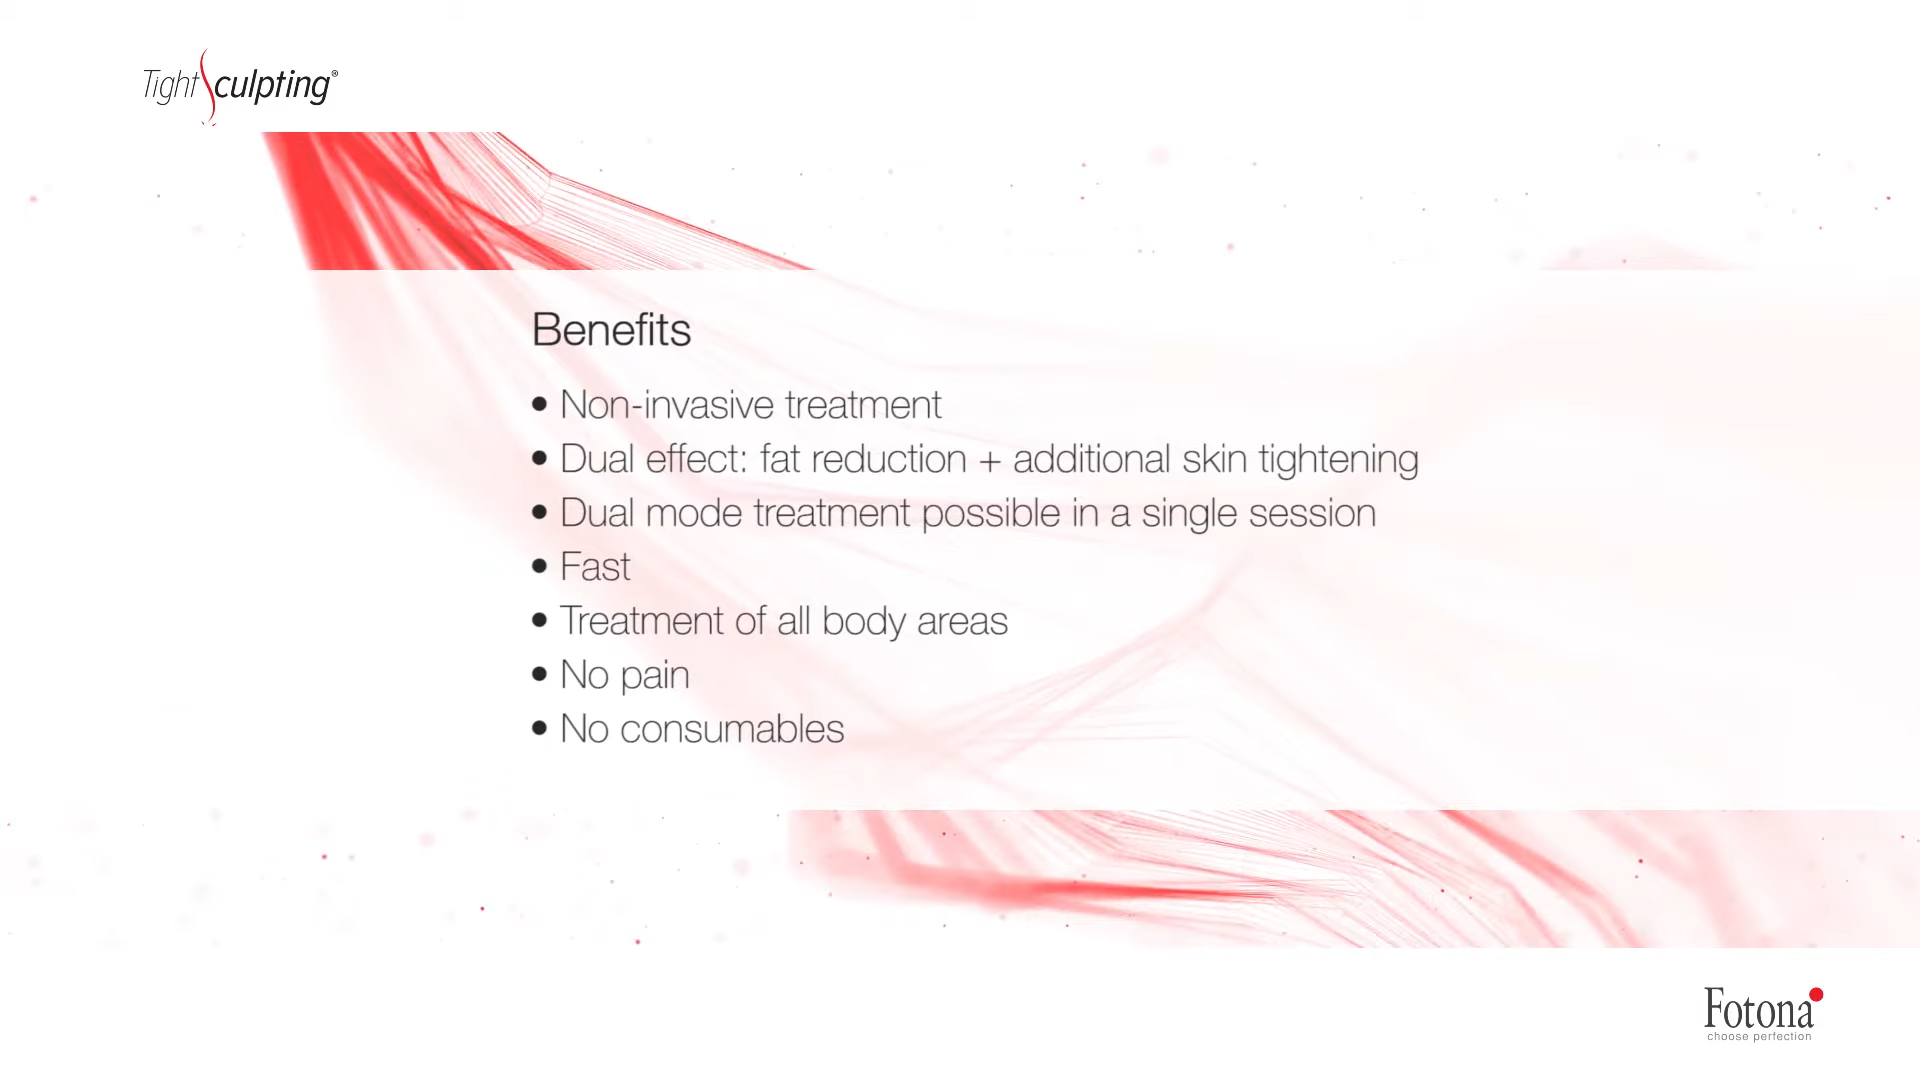 TightSculpting®
Benefits
• Non-invasive treatment
• Dual effect: fat reduction + additional skin tightening
• Dual mode treatment possible in a single session
• Fast
• Treatment of all body areas
• No pain
• No consumables
Fotona
choose perfection